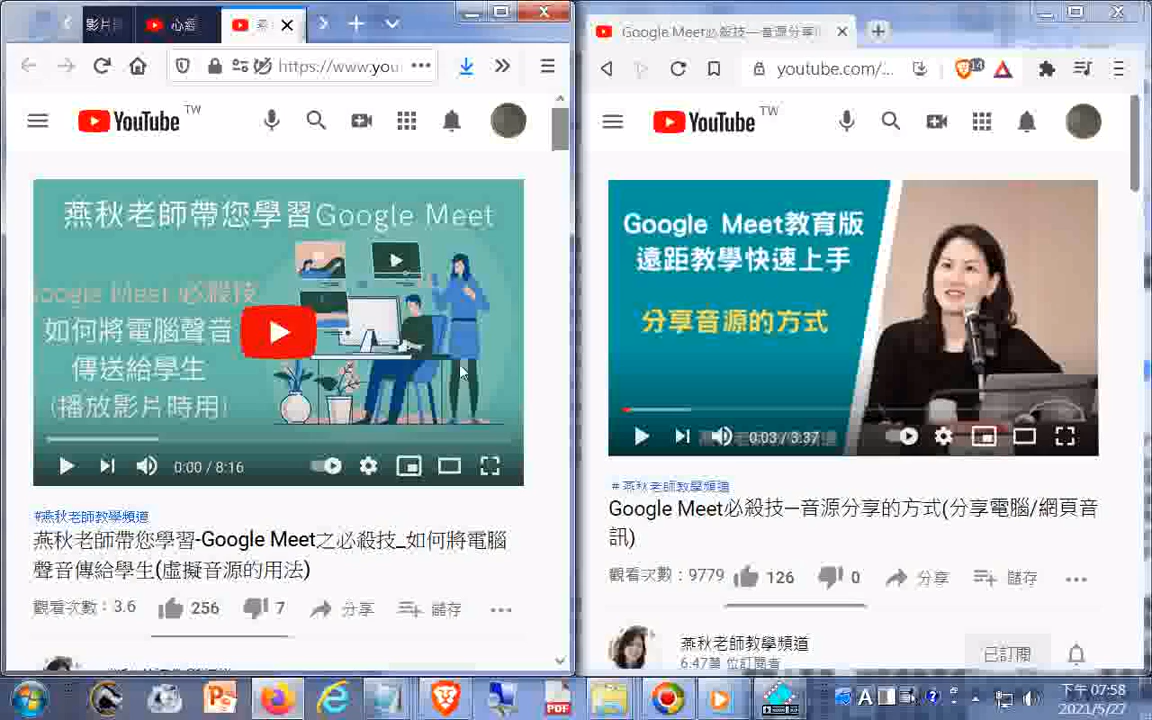 影片
心
https://www.you
YouTube TW
燕秋老師帶您學習Google Meet
Google Meet 必殺技
如何將電腦聲音
傳送給學生
(播放影片時用)
0:00 / 8:16
#燕秋老師教學頻道
燕秋老師帶您學習-Google Meet之必殺技_如何將電腦
聲音傳給學生(虛擬音源的用法)
觀看次數：3.6
256
7
分享
儲存
Google Meet必殺技—音源分享
youtube.com/...
14
YouTube TW
Google Meet教育版
遠距教學快速上手
分享音源的方式
0:03 / 3:37
#燕秋老師教學頻道
Google Meet必殺技—音源分享的方式(分享電腦/網頁音
訊)
觀看次數：9779
126
0
分享
儲存
燕秋老師教學頻道
6.47萬 位訂閱者
已訂閱
PDF
A
下午 07:58
2021/5/27